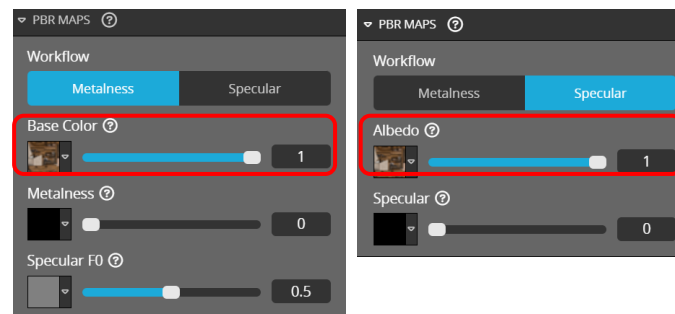 PBR MAPS ?
Workflow
Metalness Specular
Base Color ?
1
Metalness ?
0
Specular F0 ?
0.5
PBR MAPS ?
Workflow
Metalness Specular
Albedo ?
1
Specular ?
0